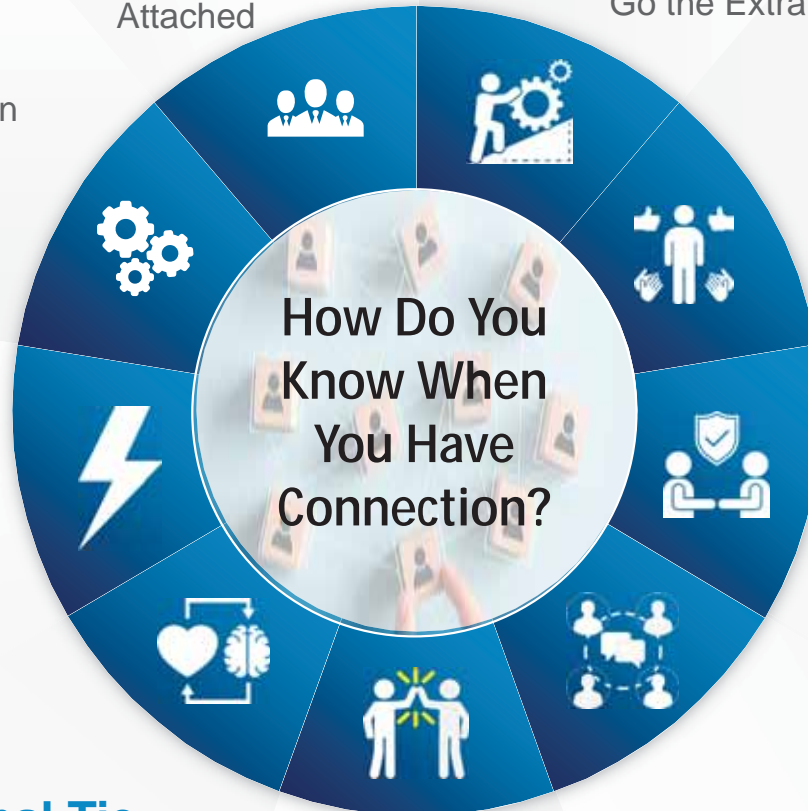 Attached
Go the Extra
n
How Do You
Know When
You Have
Connection?